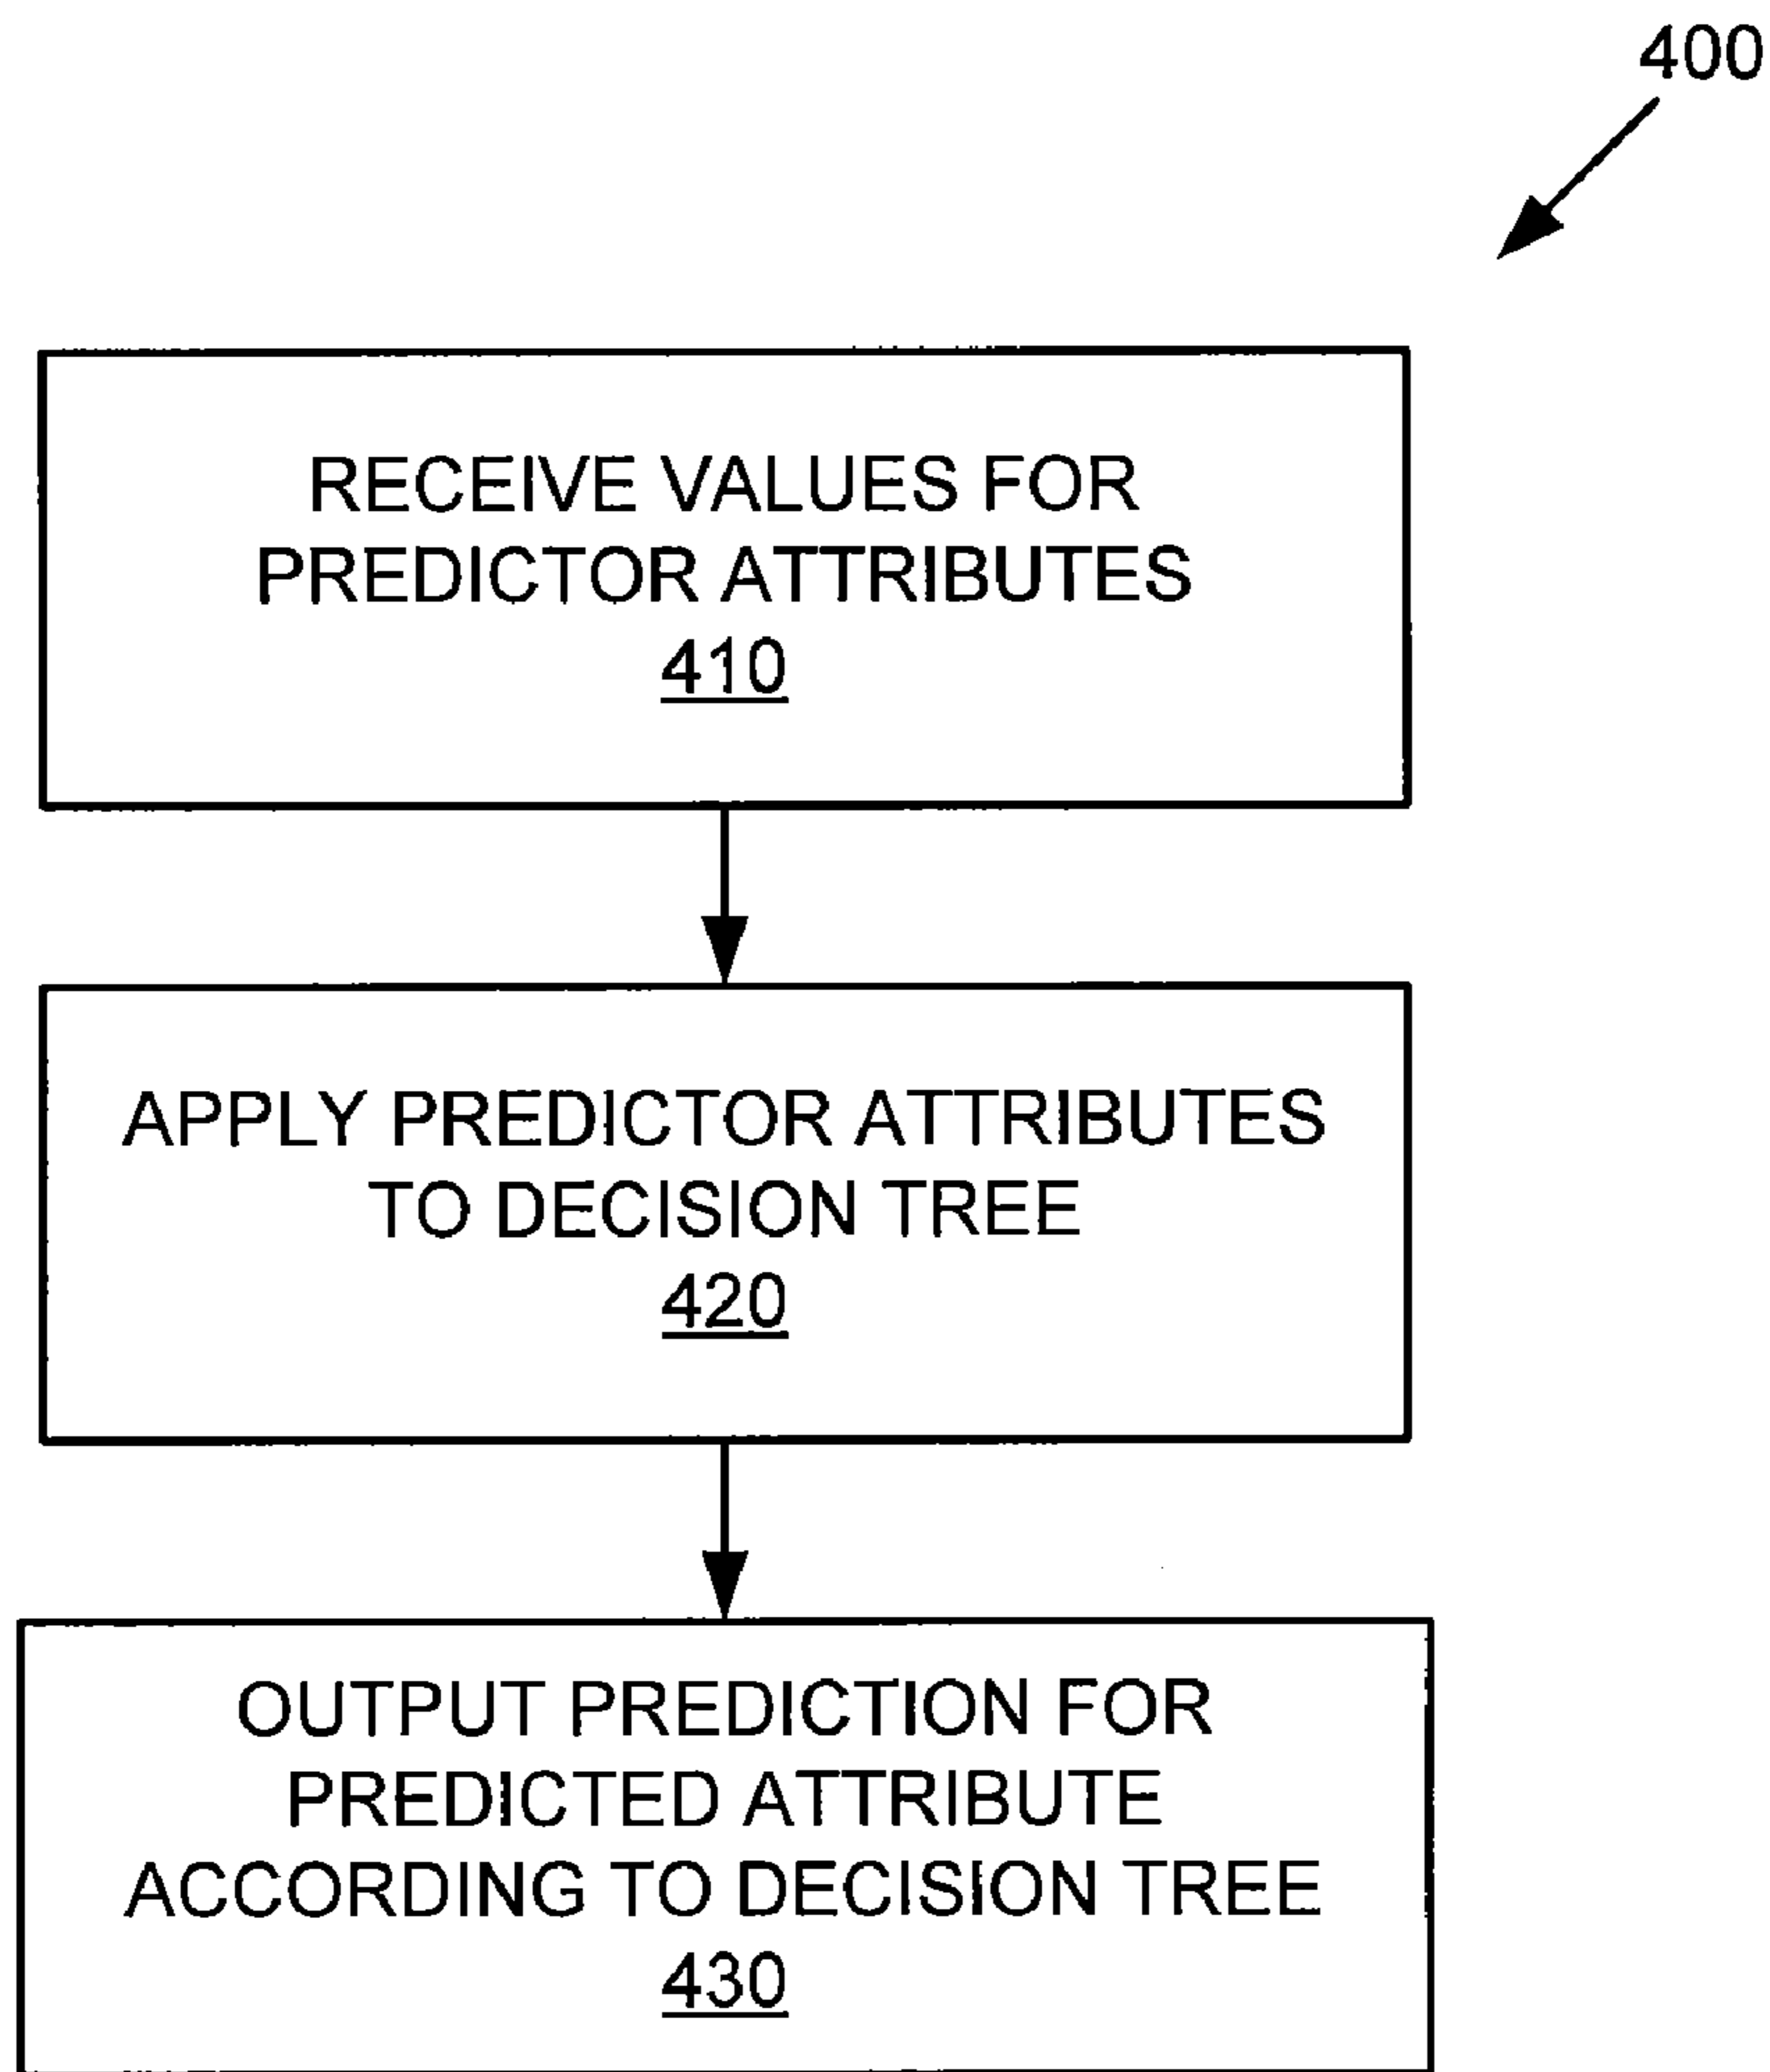 400
RECEIVE VALUES FOR
PREDICTOR ATTRIBUTES
410
APPLY PREDICTOR ATTRIBUTES
TO DECISION TREE
420
OUTPUT PREDICTION FOR
PREDICTED ATTRIBUTE
ACCORDING TO DECISION TREE
430